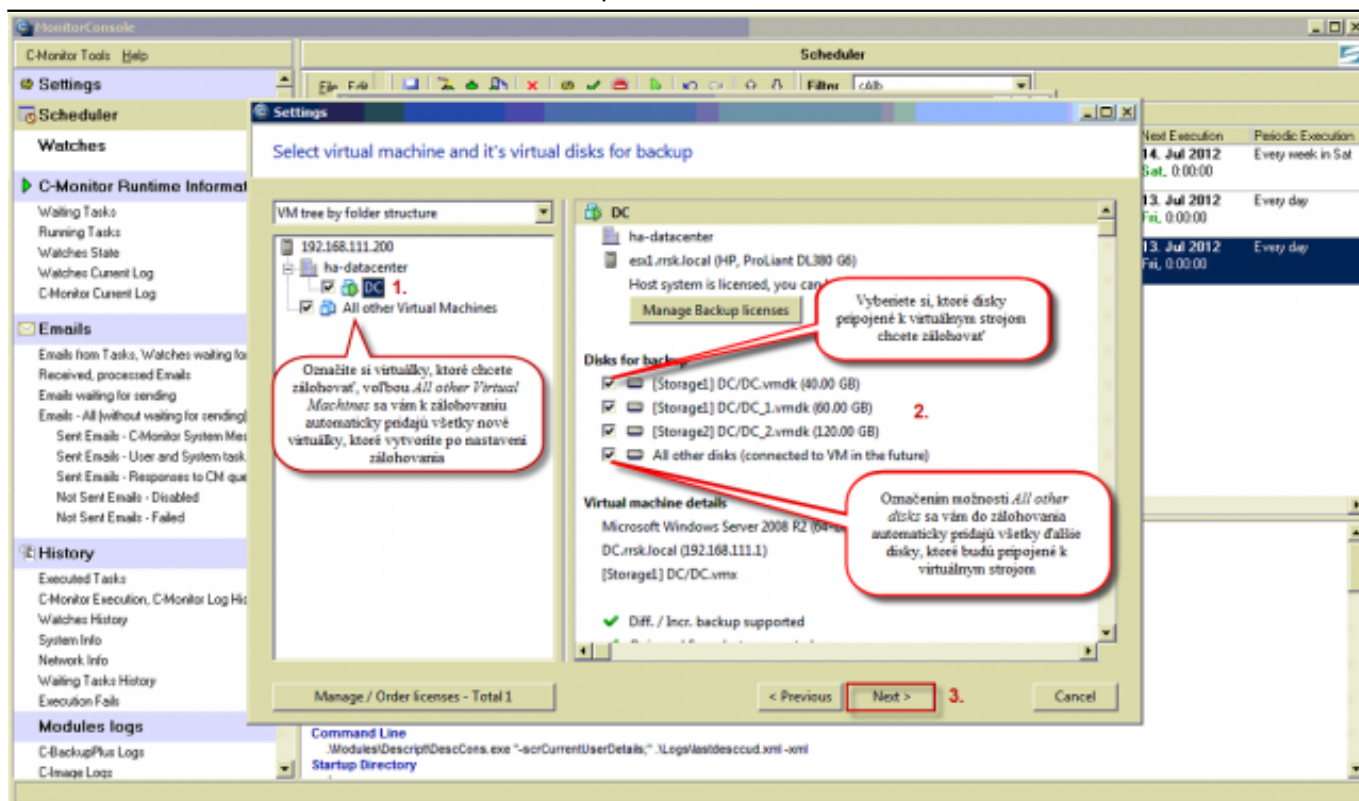 MonitorConsole
C-Monitor Tools Help
Scheduler
Settings
Scheduler
Watches
C-Monitor Runtime Informat
Waiting Tasks
Running Tasks
Watches State
Watches Current Log
C-Monitor Current Log
Emails
Emails from Tasks, Watches waiting for
Received, processed Emails
Emails waiting for sending
Emails - All (without waiting for sending)
Sent Emails - C-Monitor System Mes
Sent Emails - User and System task
Sent Emails - Responses to CM que
Not Sent Emails - Disabled
Not Sent Emails - Failed
History
Executed Tasks
C-Monitor Execution, C-Monitor Log His
Watches History
System Info
Network Info
Waiting Tasks History
Execution Fails
Modules logs
C-BackupPlus Logs
C-Image Logs
File Edit
Filter
Next Execution Periodic Execution
14. Jul 2012 Every week in Sat
Sat, 0:00:00
13. Jul 2012 Every day
Fri, 0:00:00
13. Jul 2012 Every day
Fri, 0:00:00
Settings
Select virtual machine and it's virtual disks for backup
VM tree by folder structure
192.168.111.200
ha-datacenter
DC 1.
All other Virtual Machines
Označite si virtuálky, ktoré chcete
zálohovať, voľbou All other Virtual
Machines sa vám k zálohovaniu
automaticky pridajú všetky nové
virtuálky, ktoré vytvoríte po nastavení
zálohovania
DC
ha-datacenter
esx1.rrsk.local (HP, ProLiant DL380 G6)
Host system is licensed, you can
Manage Backup licenses
Vyberiete si, ktoré disky
pripojené k virtuálnym strojom
chcete zálohovať
Disks for backup
[Storage1] DC/DC.vmdk (40.00 GB)
[Storage1] DC/DC_1.vmdk (60.00 GB)
2.
[Storage2] DC/DC_2.vmdk (120.00 GB)
All other disks (connected to VM in the future)
Označením možnosti All other
disks sa vám do zálohovania
automaticky pridajú všetky ďalšie
disky, ktoré budú pripojené k
virtuálnym strojom
Virtual machine details
Microsoft Windows Server 2008 R2
DC.rrsk.local (192.168.111.1)
[Storage1] DC/DC.vmx
Diff. / Incr. backup supported
Manage / Order licenses - Total 1
< Previous
Next >
3.
Cancel
Command Line
.\Modules\Descript\DescCons.exe "-scrCurrentUserDetails;" .\Logs\lastdesccud.xml -xml
Startup Directory